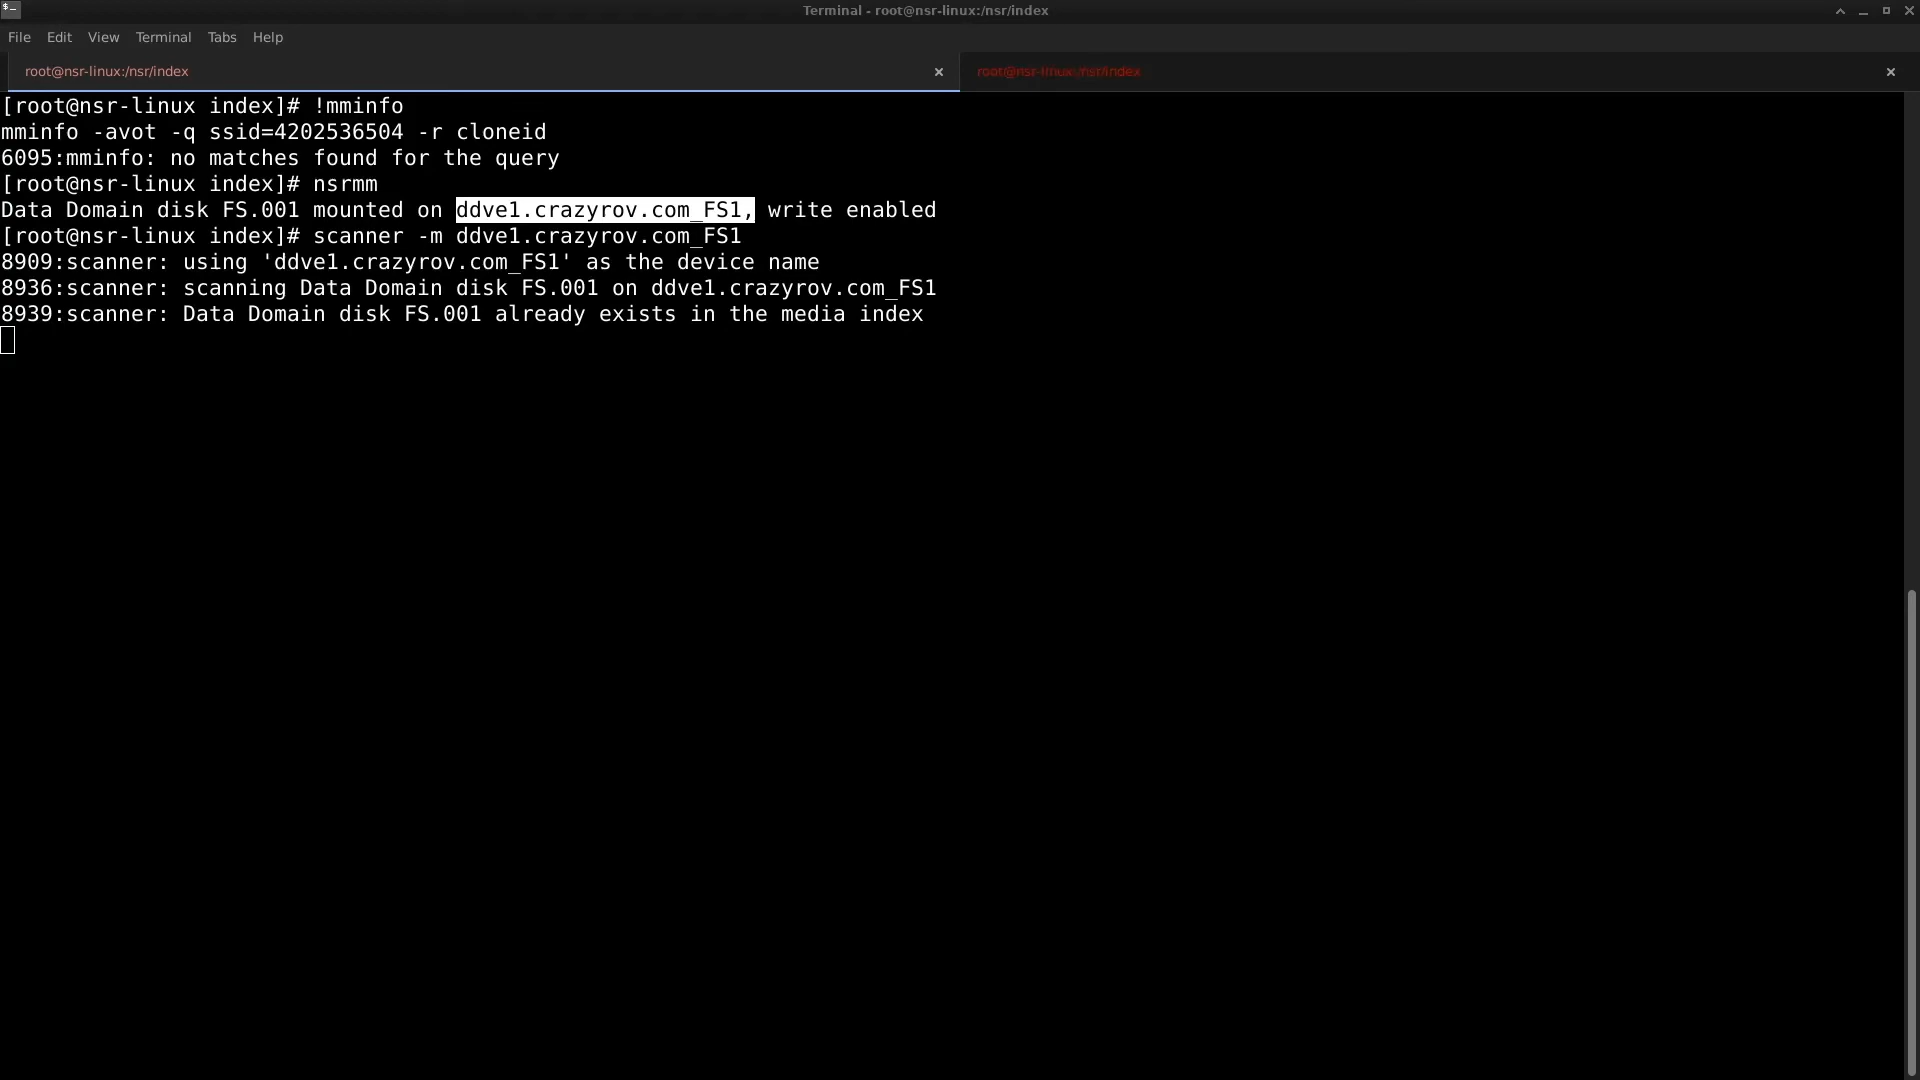 Terminal - root@nsr-linux:/nsr/index
File Edit View Terminal Tabs Help
root@nsr-linux:/nsr/index
root@nsr-linux:/nsr/index
[root@nsr-linux index]# !mminfo
mminfo -avot -q ssid=4202536504 -r cloneid
6095:mminfo: no matches found for the query
[root@nsr-linux index]# nsrmm
Data Domain disk FS.001 mounted on ddve1.crazyrov.com_FS1, write enabled
[root@nsr-linux index]# scanner -m ddve1.crazyrov.com_FS1
8909:scanner: using 'ddve1.crazyrov.com_FS1' as the device name
8936:scanner: scanning Data Domain disk FS.001 on ddve1.crazyrov.com_FS1
8939:scanner: Data Domain disk FS.001 already exists in the media index